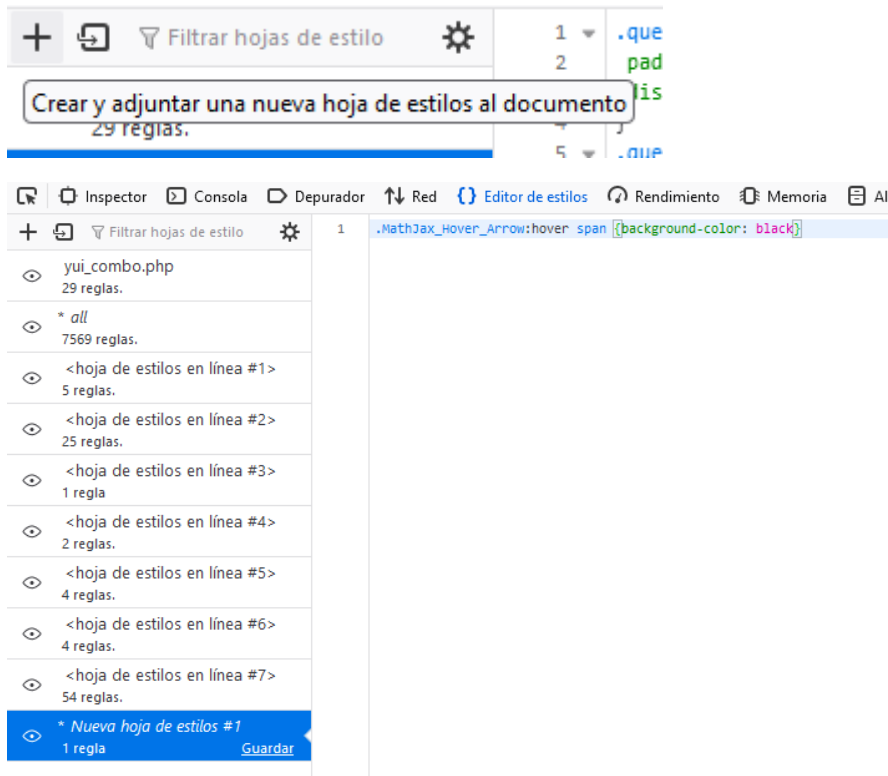 Filtrar hojas de estilo
1 .que
2 pad
Crear y adjuntar una nueva hoja de estilos al documento
lis
29 reglas.
4 }
5 .que
Inspector Consola Depurador Red {} Editor de estilos Rendimiento Memoria Al
Filtrar hojas de estilo
1 .MathJax_Hover_Arrow:hover span {background-color: black}
yui_combo.php
29 reglas.
* all
7569 reglas.
<hoja de estilos en línea #1>
5 reglas.
<hoja de estilos en línea #2>
25 reglas.
<hoja de estilos en línea #3>
1 regla
<hoja de estilos en línea #4>
2 reglas.
<hoja de estilos en línea #5>
4 reglas.
<hoja de estilos en línea #6>
4 reglas.
<hoja de estilos en línea #7>
54 reglas.
* Nueva hoja de estilos #1
1 regla Guardar